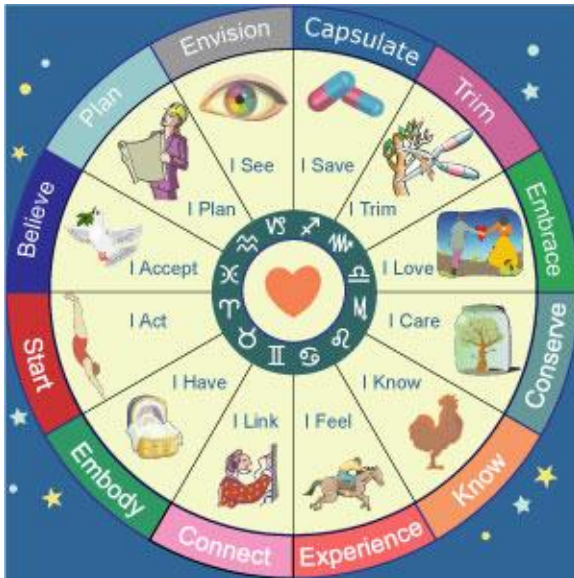 Envision
Capsulate
Trim
Embrace
Conserve
Know
Experience
Connect
Embody
Start
Believe
Plan
I See
I Save
I Trim
I Love
I Care
I Know
I Feel
I Link
I Have
I Act
I Accept
I Plan